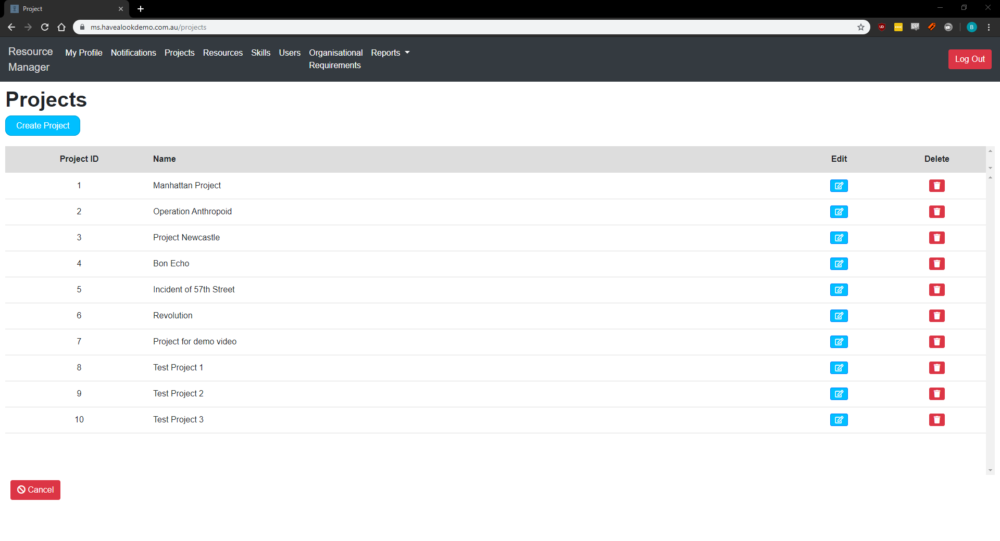 Project
ms.havealookdemo.com.au/projects
B
Resource
Manager
My Profile
Notifications
Projects
Resources
Skills
Users
Organisational
Requirements
Reports
Log Out
Projects
Create Project
Project ID Name Edit Delete
1 Manhattan Project
2 Operation Anthropoid
3 Project Newcastle
4 Bon Echo
5 Incident of 57th Street
6 Revolution
7 Project for demo video
8 Test Project 1
9 Test Project 2
10 Test Project 3
Cancel